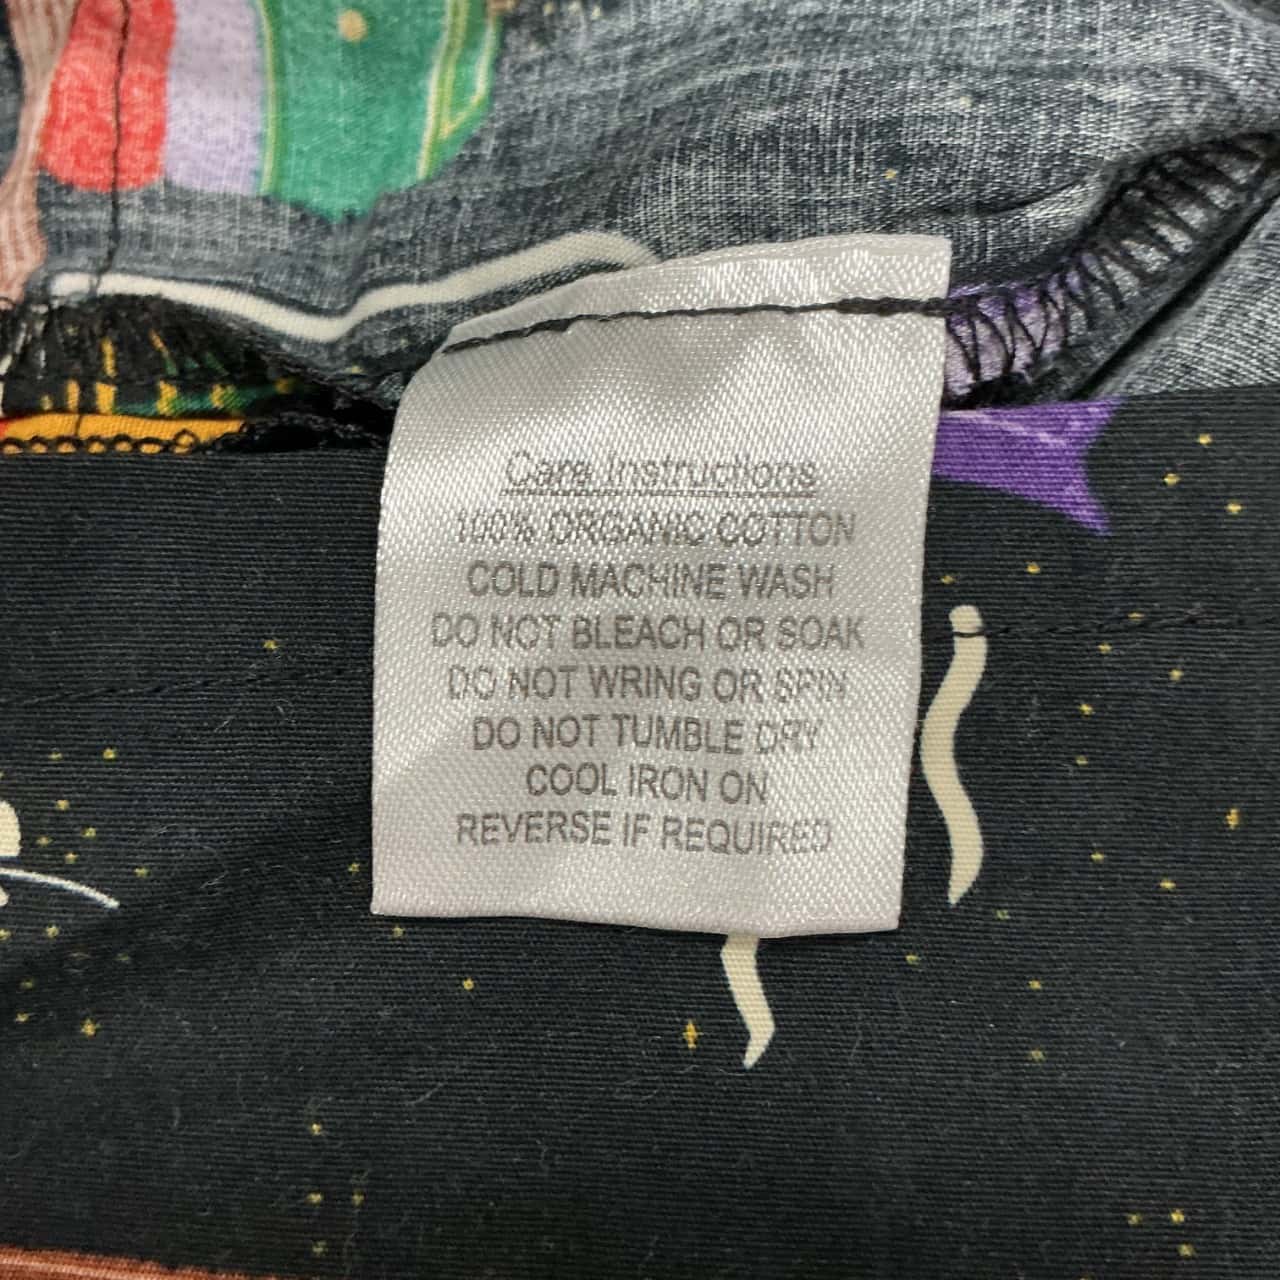 Care Instructions
100% ORGANIC COTTON
COLD MACHINE WASH
DO NOT BLEACH OR SOAK
DO NOT WRING OR SPIN
DO NOT TUMBLE DRY
COOL IRON ON
REVERSE IF REQUIRED